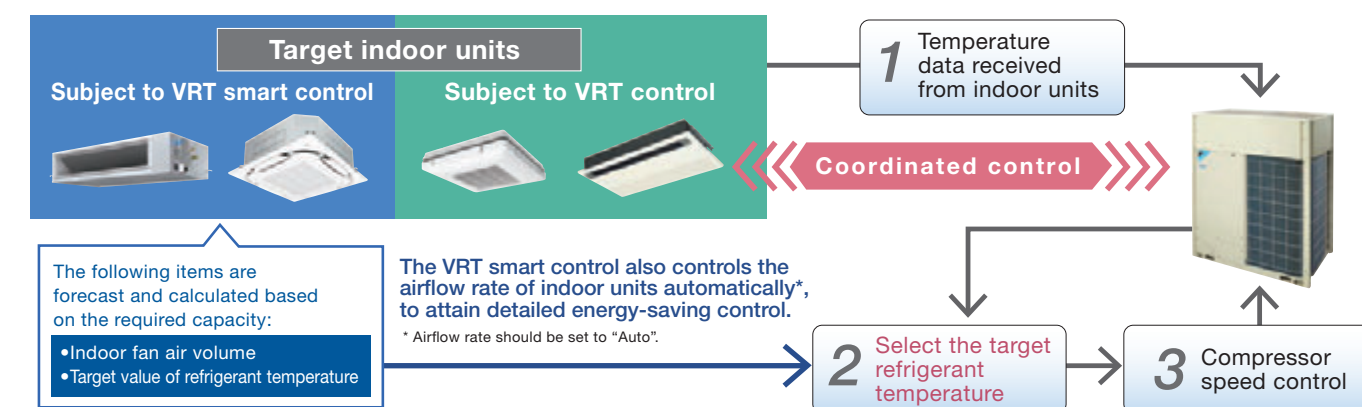 Target indoor units
Subject to VRT smart control
Subject to VRT control
1
Temperature
data received
from indoor units
Coordinated control
The following items are
forecast and calculated based
on the required capacity:
•Indoor fan air volume
•Target value of refrigerant temperature
The VRT smart control also controls the
airflow rate of indoor units automatically*,
to attain detailed energy-saving control.
* Airflow rate should be set to “Auto”.
2
Select the target
refrigerant
temperature
3
Compressor
speed control